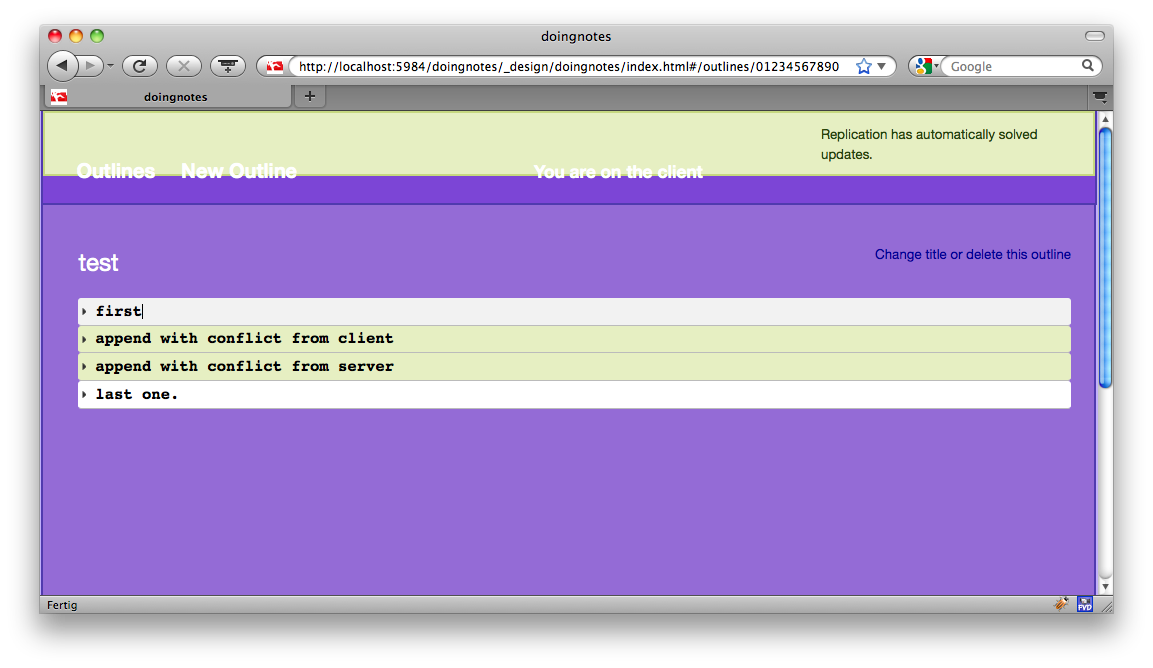 doingnotes
http://localhost:5984/doingnotes/_design/doingnotes/index.html#/outlines/01234567890
Google
doingnotes
Replication has automatically solved
updates.
Outlines New Outline You are on the client
test
Change title or delete this outline
first
append with conflict from client
append with conflict from server
last one.
Fertig
FVD